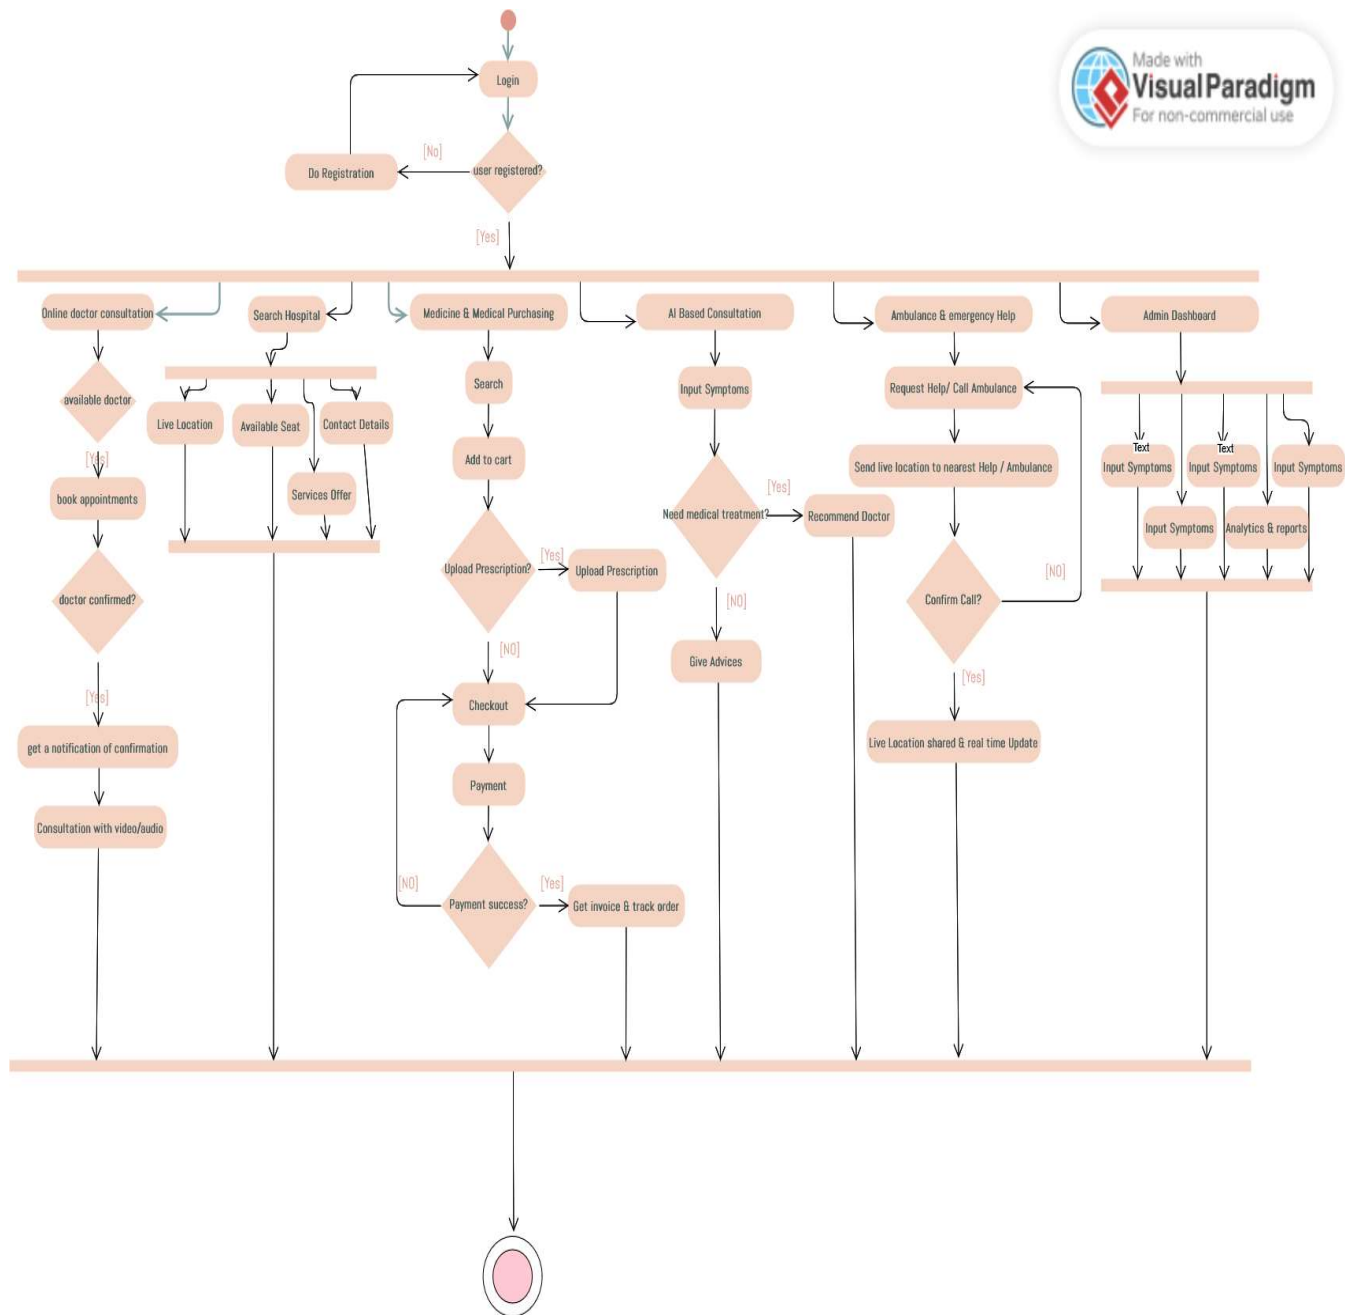 Made with
Visual Paradigm
For non-commercial use
Login
[No]
Do Registration
user registered?
[Yes]
Online doctor consultation
Search Hospital
Medicine & Medical Purchasing
AI Based Consultation
Ambulance & emergency Help
Admin Dashboard
available doctor
[Yes]
book appointments
doctor confirmed?
[Yes]
get a notification of confirmation
Consultation with video/audio
Live Location
Available Seat
Contact Details
Services Offer
Search
Add to cart
Upload Prescription?
[Yes]
Upload Prescription
[NO]
Checkout
Payment
[NO]
Payment success?
[Yes]
Get invoice & track order
Input Symptoms
Need medical treatment?
[Yes]
Recommend Doctor
[NO]
Give Advices
Request Help/ Call Ambulance
Send live location to nearest Help / Ambulance
Confirm Call?
[NO]
[Yes]
Live Location shared & real time Update
Text
Text
Input Symptoms
Input Symptoms
Input Symptoms
Input Symptoms
Analytics & reports